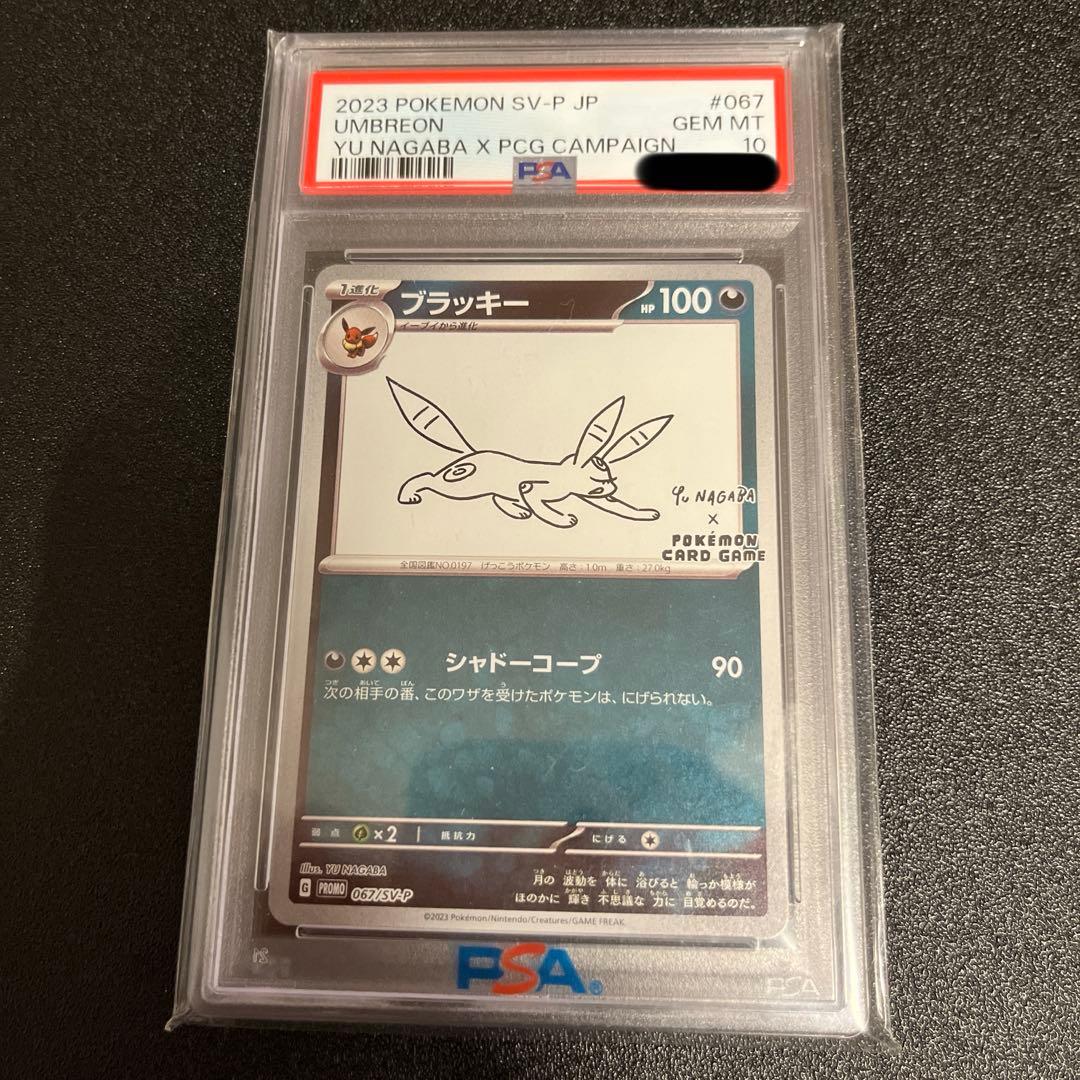 2023 POKEMON SV-P JP #067
UMBREON GEM MT
YU NAGABA X PCG CAMPAIGN 10
PSA
1進化 ブラッキー HP 100
イーブイから進化
Yu NAGABA
×
POKÉMON
CARD GAME
全国図鑑NO.0197 げっこうポケモン 高さ:1.0m 重さ:27.0kg
シャドーコープ 90
次の相手の番、このワザを受けたポケモンは、にげられない。
弱点 ×2 抵抗力 にげる
Illus. YU NAGABA
G PROMO 067/SV-P
月の 波動を 体に 浴びると 輪っか模様が
ほのかに 輝き 不思議な 力に 目覚めるのだ。
©2023 Pokémon/Nintendo/Creatures/GAME FREAK
PSA®
PSA